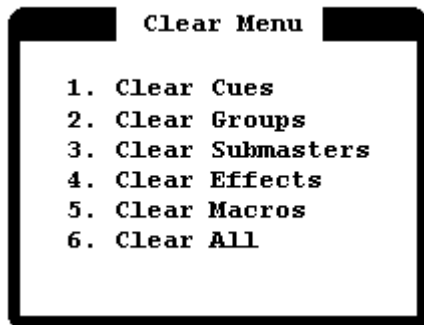 Clear Menu
1. Clear Cues
2. Clear Groups
3. Clear Submasters
4. Clear Effects
5. Clear Macros
6. Clear All